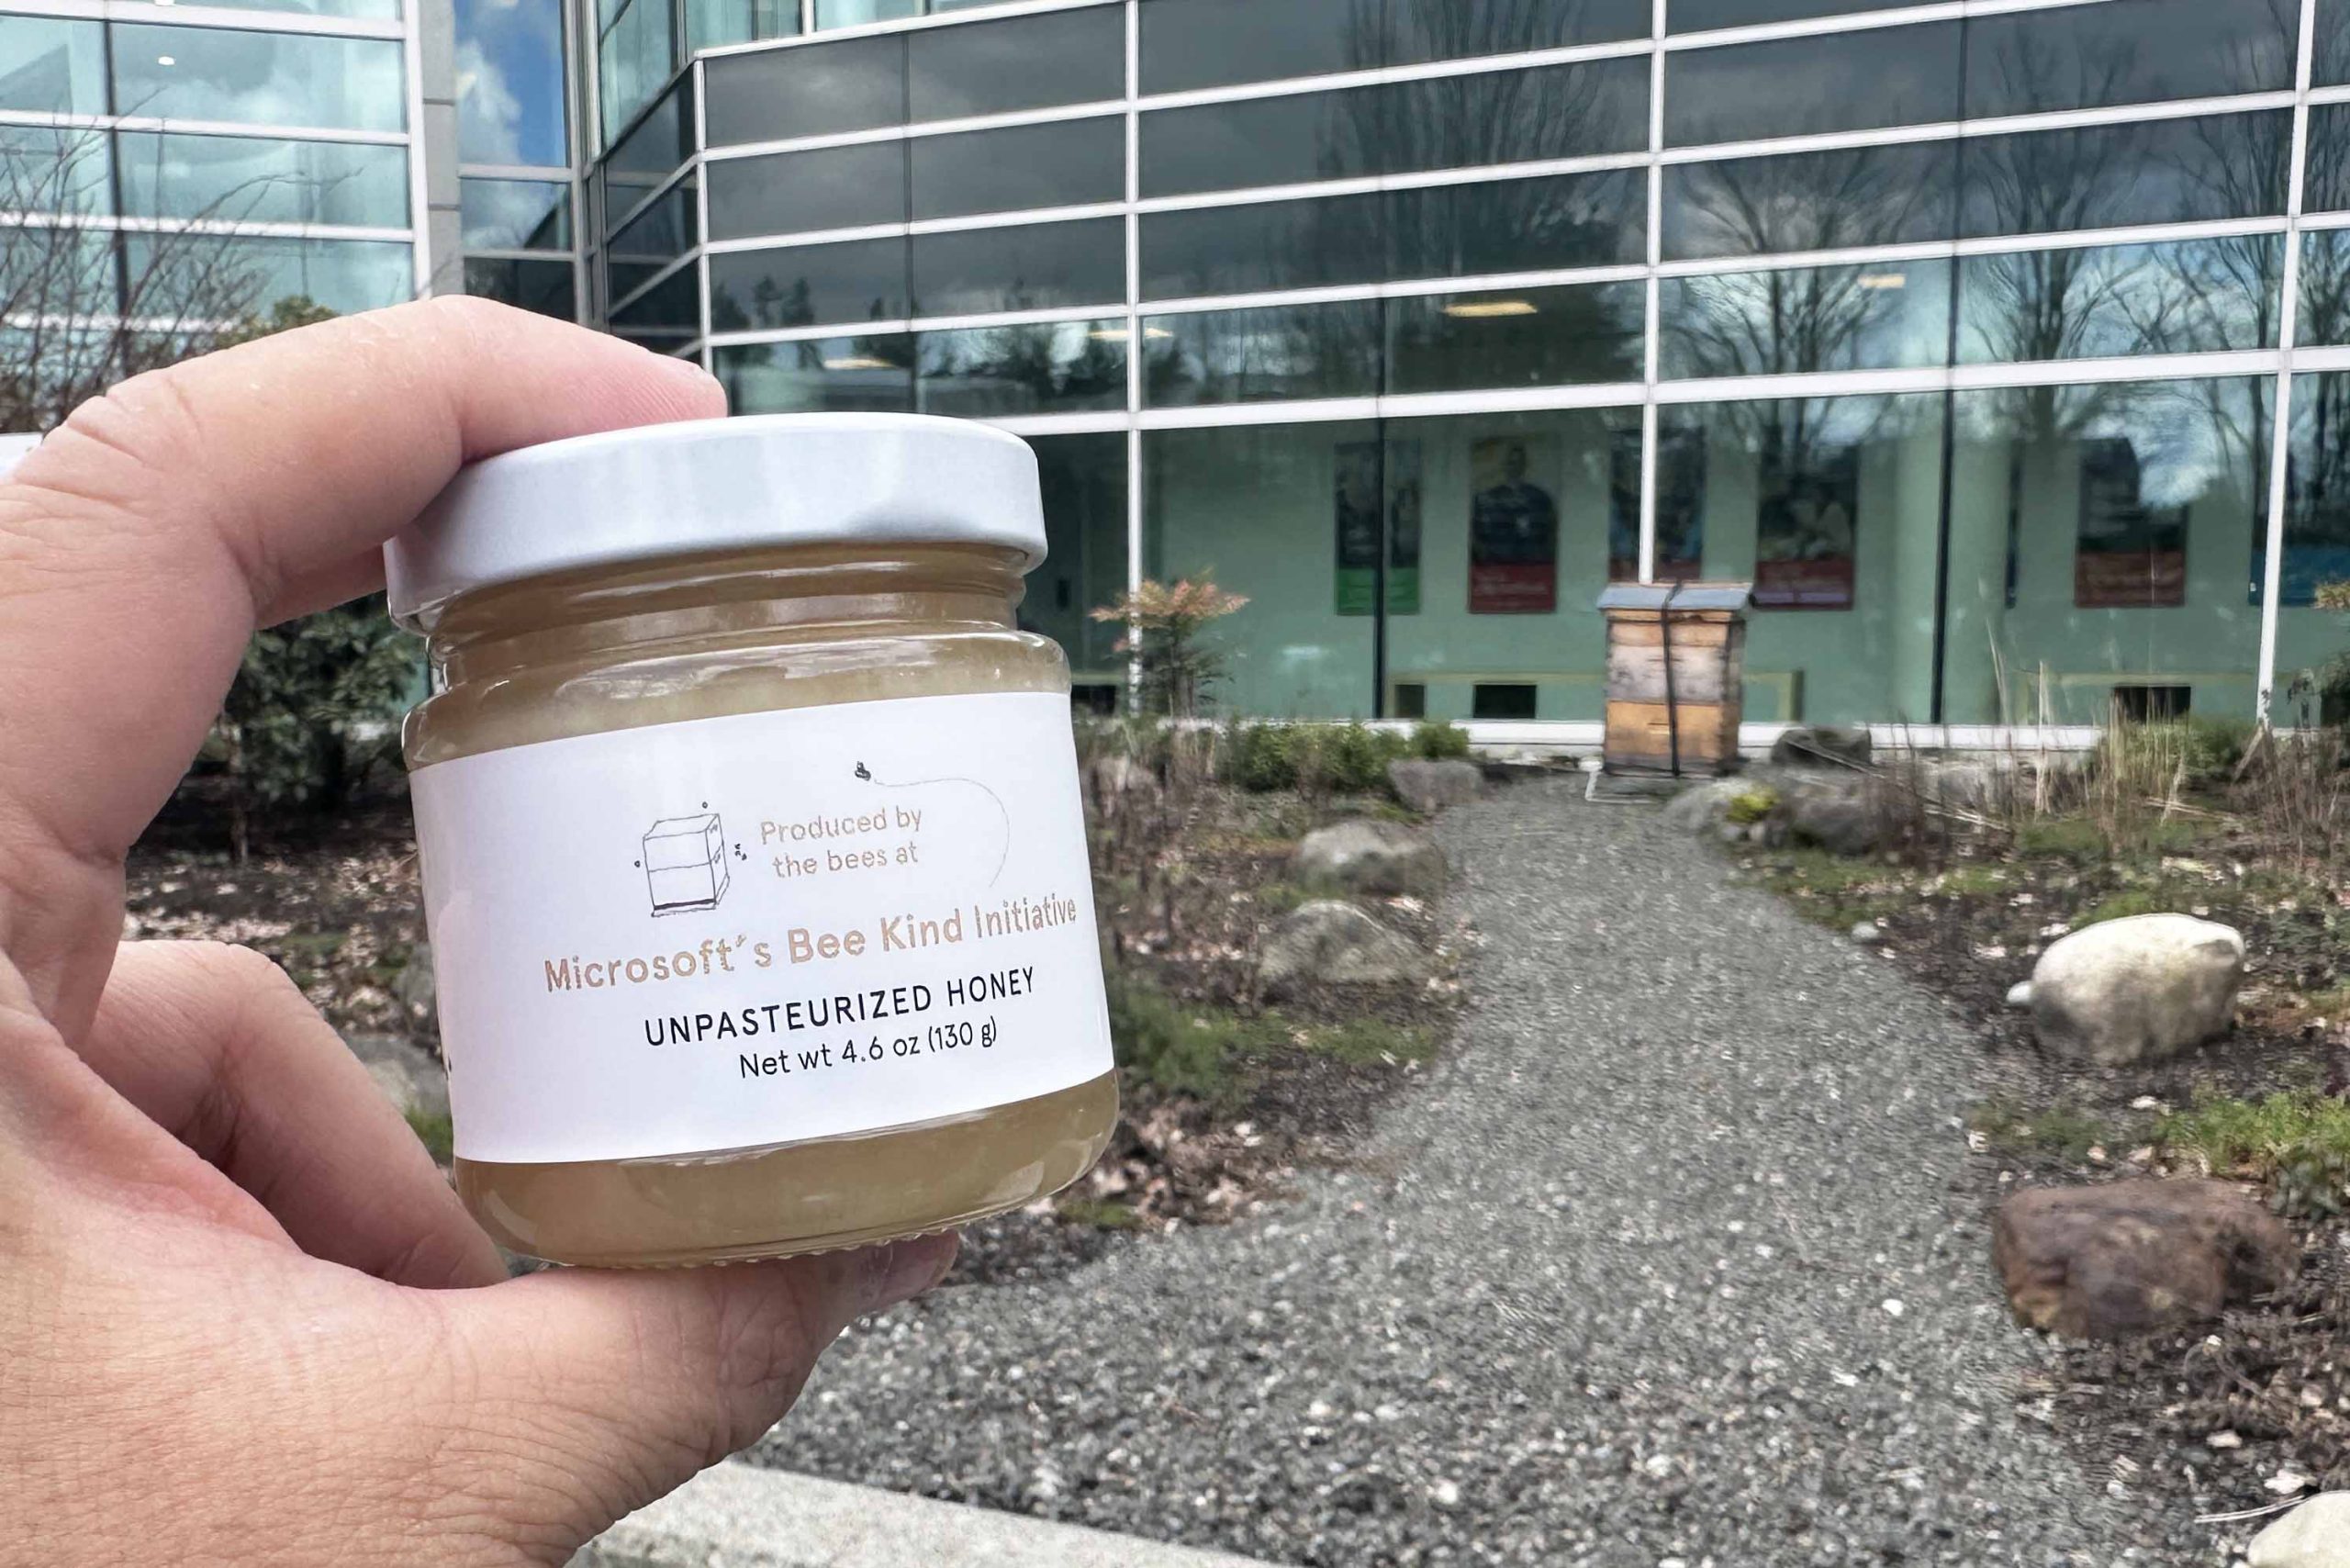 Produced by
the bees at
Microsoft's Bee Kind Initiative
UNPASTEURIZED HONEY
Net wt 4.6 oz (130 g)